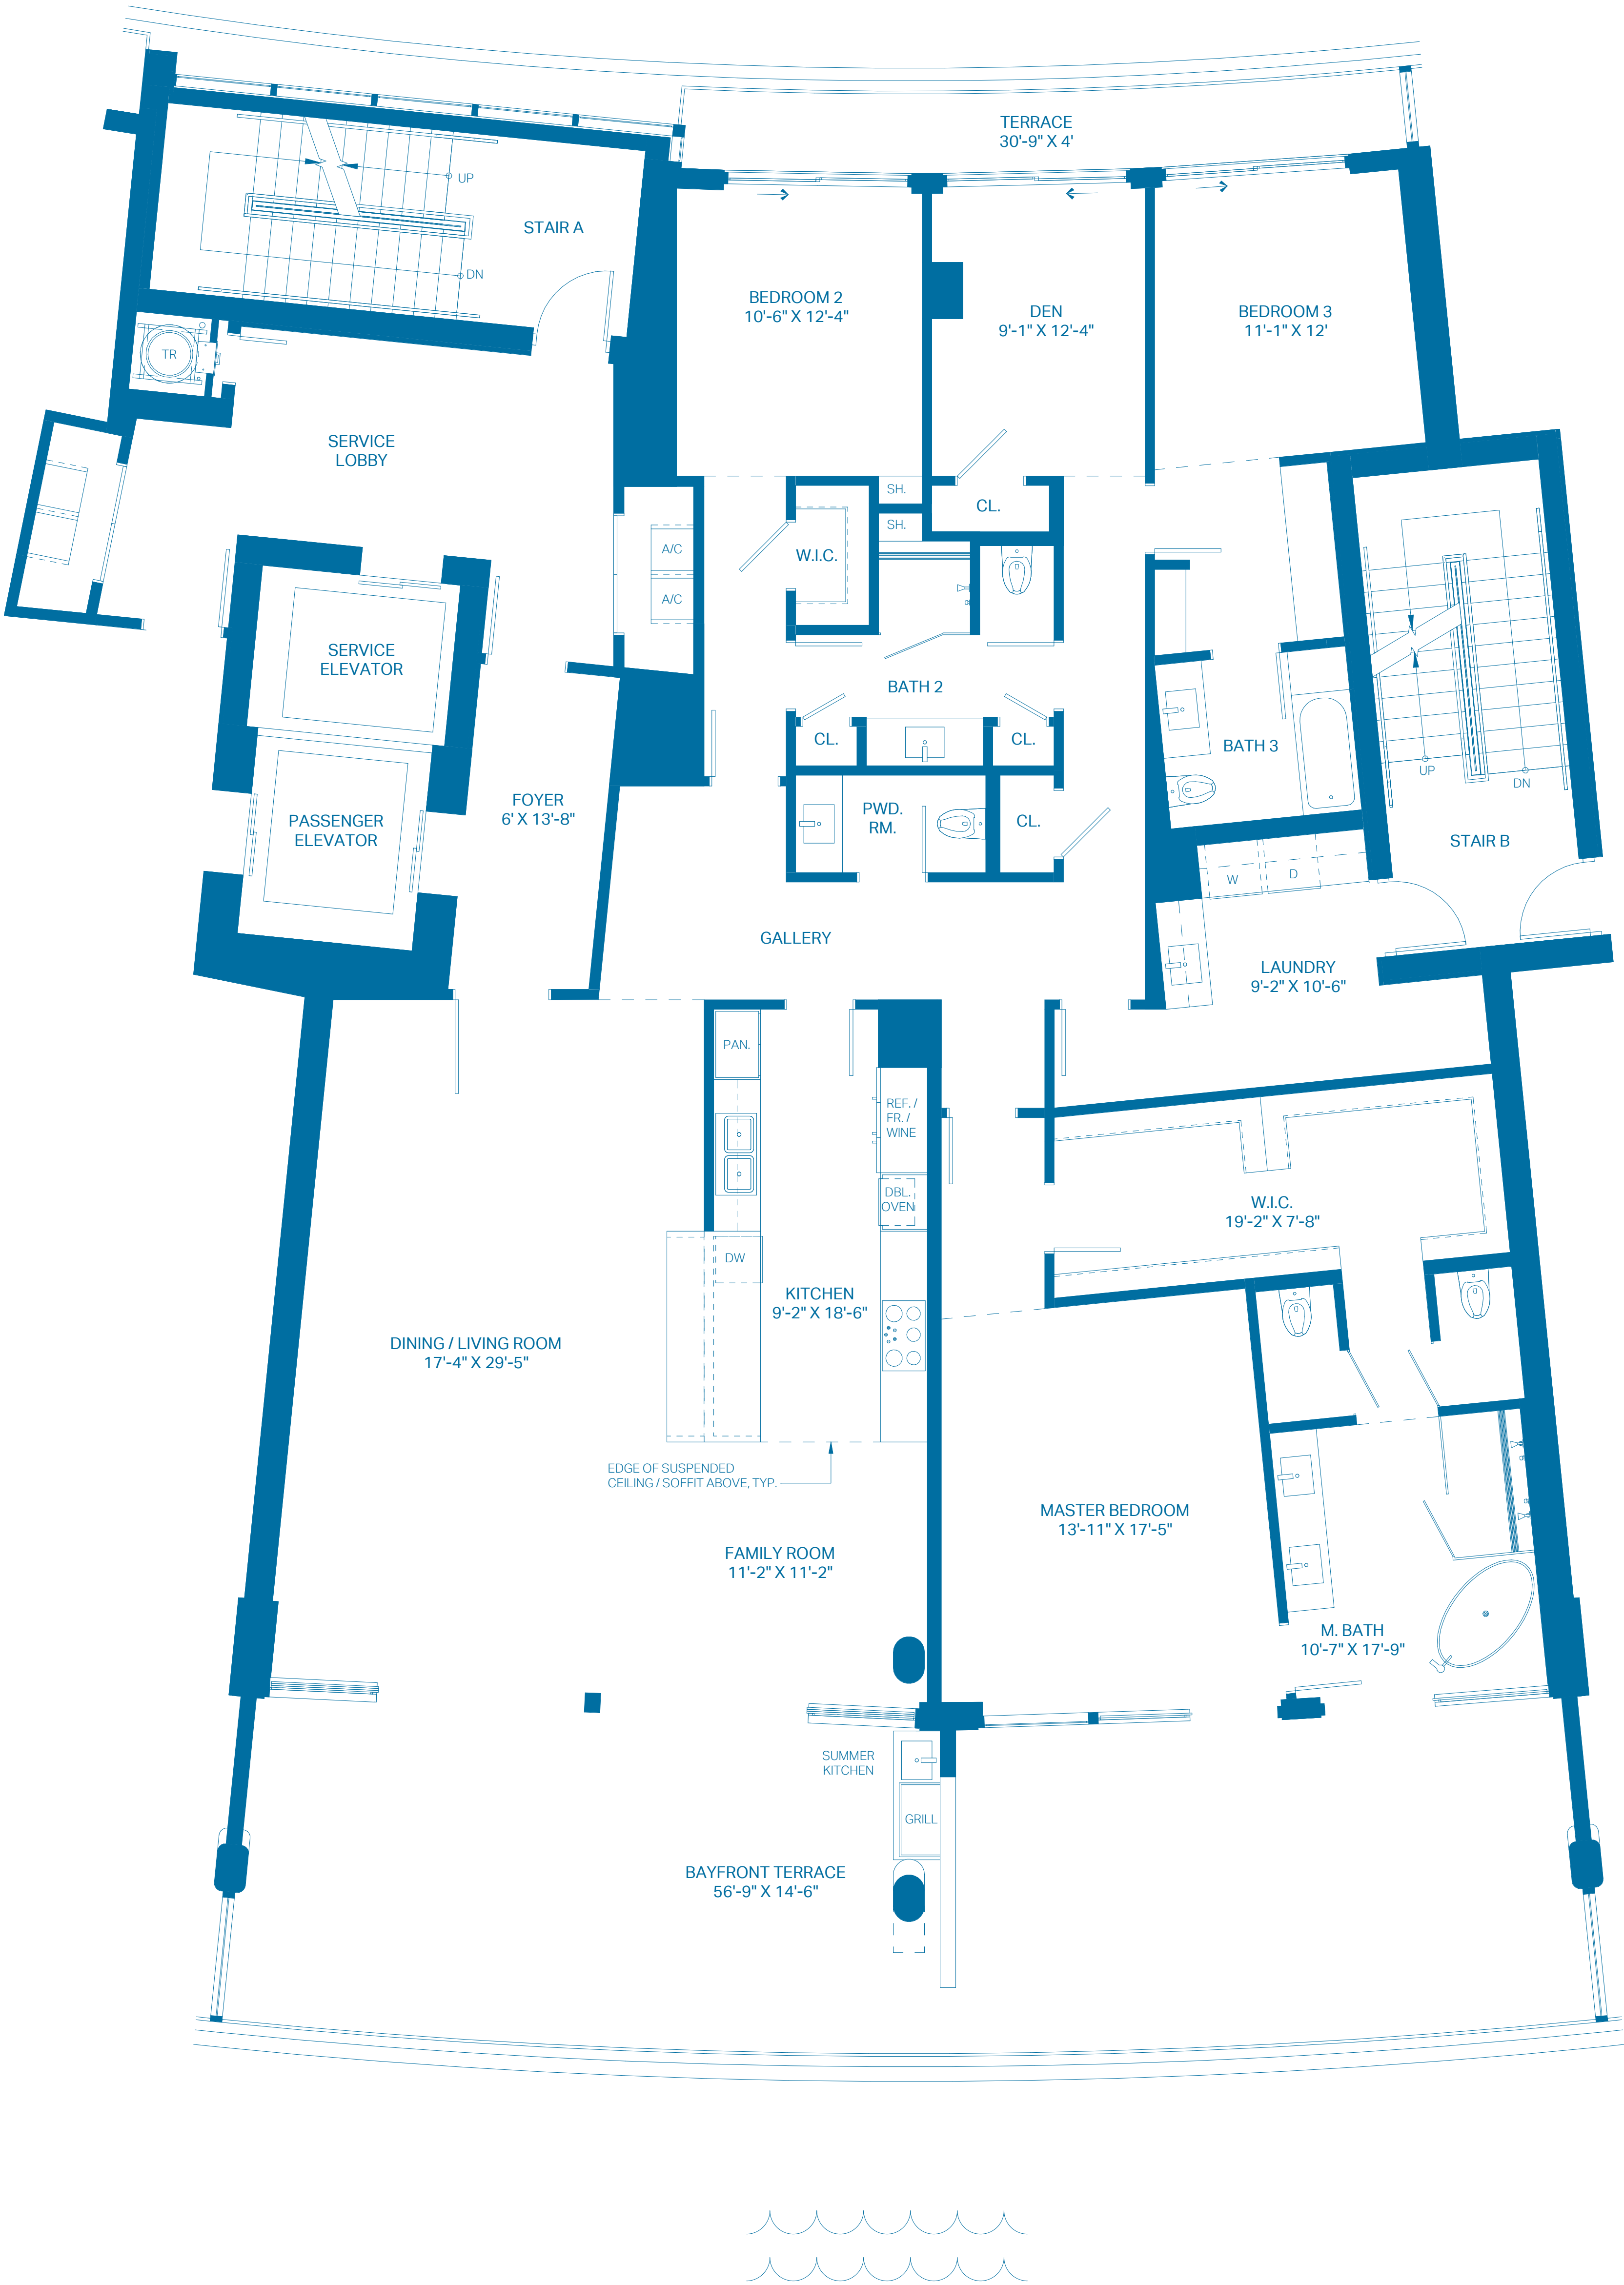 TERRACE
30'-9" X 4'
UP
STAIR A
DN
BEDROOM 2
10'-6" X 12'-4"
DEN
9'-1" X 12'-4"
BEDROOM 3
11'-1" X 12'
TR
SERVICE
LOBBY
SH.
CL.
SH.
A/C
W.I.C.
A/C
SERVICE
ELEVATOR
BATH 2
CL.
CL.
BATH 3
UP
DN
FOYER
6' X 13'-8"
PASSENGER
ELEVATOR
PWD.
RM.
CL.
STAIR B
W
D
GALLERY
LAUNDRY
9'-2" X 10'-6"
PAN.
REF. /
FR. /
WINE
DBL.
OVEN
W.I.C.
19'-2" X 7'-8"
DW
KITCHEN
9'-2" X 18'-6"
DINING / LIVING ROOM
17'-4" X 29'-5"
EDGE OF SUSPENDED
CEILING / SOFFIT ABOVE, TYP.
MASTER BEDROOM
13'-11" X 17'-5"
FAMILY ROOM
11'-2" X 11'-2"
M. BATH
10'-7" X 17'-9"
SUMMER
KITCHEN
GRILL
BAYFRONT TERRACE
56'-9" X 14'-6"